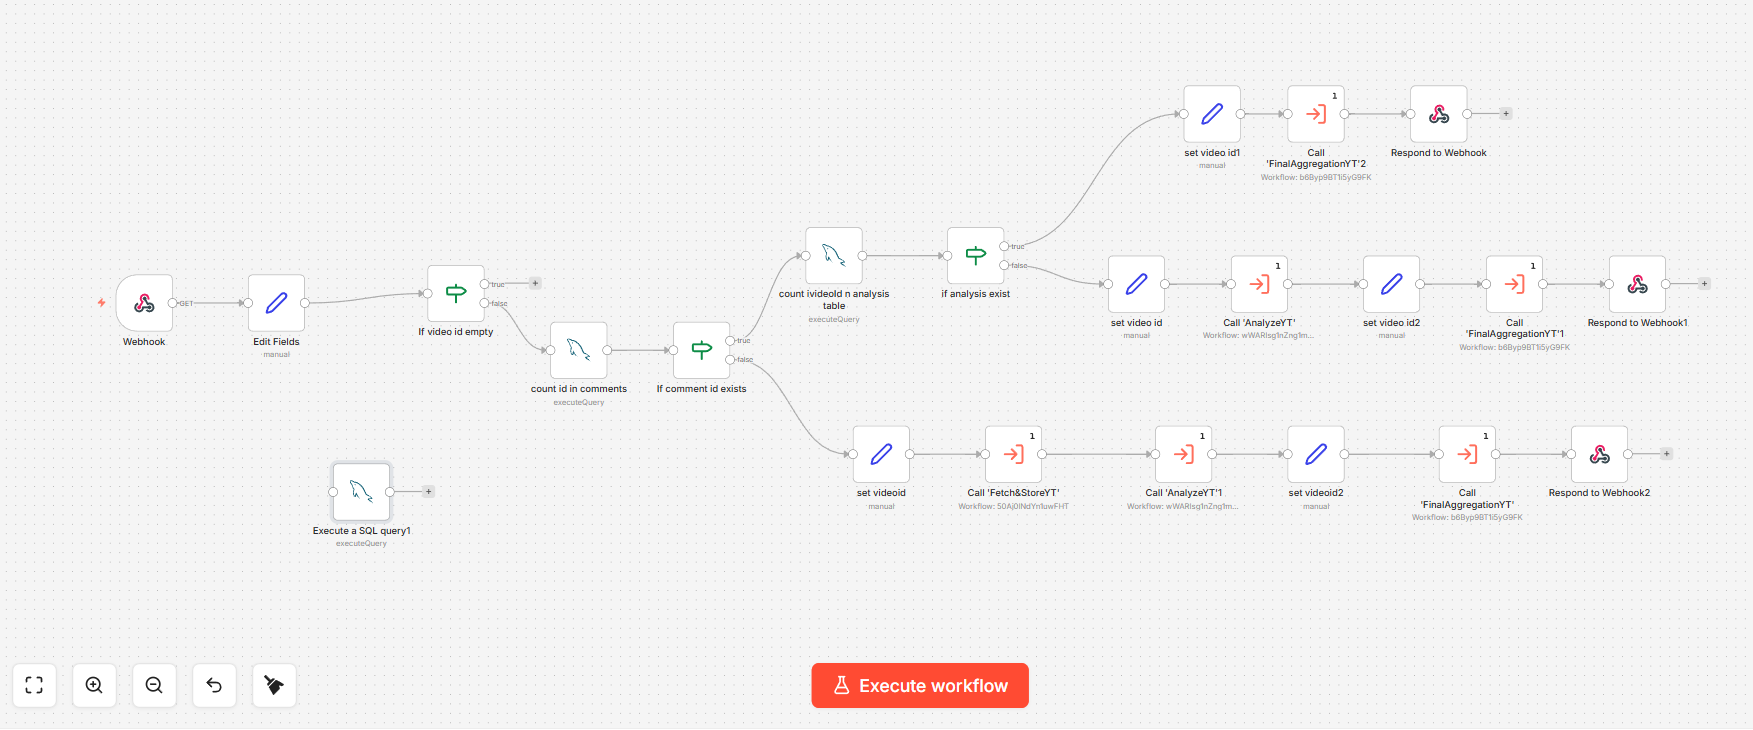 1
set video id1
manual
Call
'FinalAggregationYT'2
Workflow: b6Byp9BT1i5yG9FK
Respond to Webhook
GET
Webhook
Edit Fields
manual
true
false
If video id empty
count id in comments
executeQuery
true
false
If comment id exists
count ivideoId n analysis
table
executeQuery
true
false
if analysis exist
set video id
manual
1
Call 'AnalyzeYT'
set video id2
manual
1
Call
'FinalAggregationYT'1
Workflow: b6Byp9BT1i5yG9FK
Respond to Webhook1
set videoid
manual
1
Call 'Fetch&StoreYT'
1
Call 'AnalyzeYT'1
set videoid2
manual
1
Call
'FinalAggregationYT'
Workflow: b6Byp9BT1i5yG9FK
Respond to Webhook2
Execute a SQL query1
executeQuery
Execute workflow